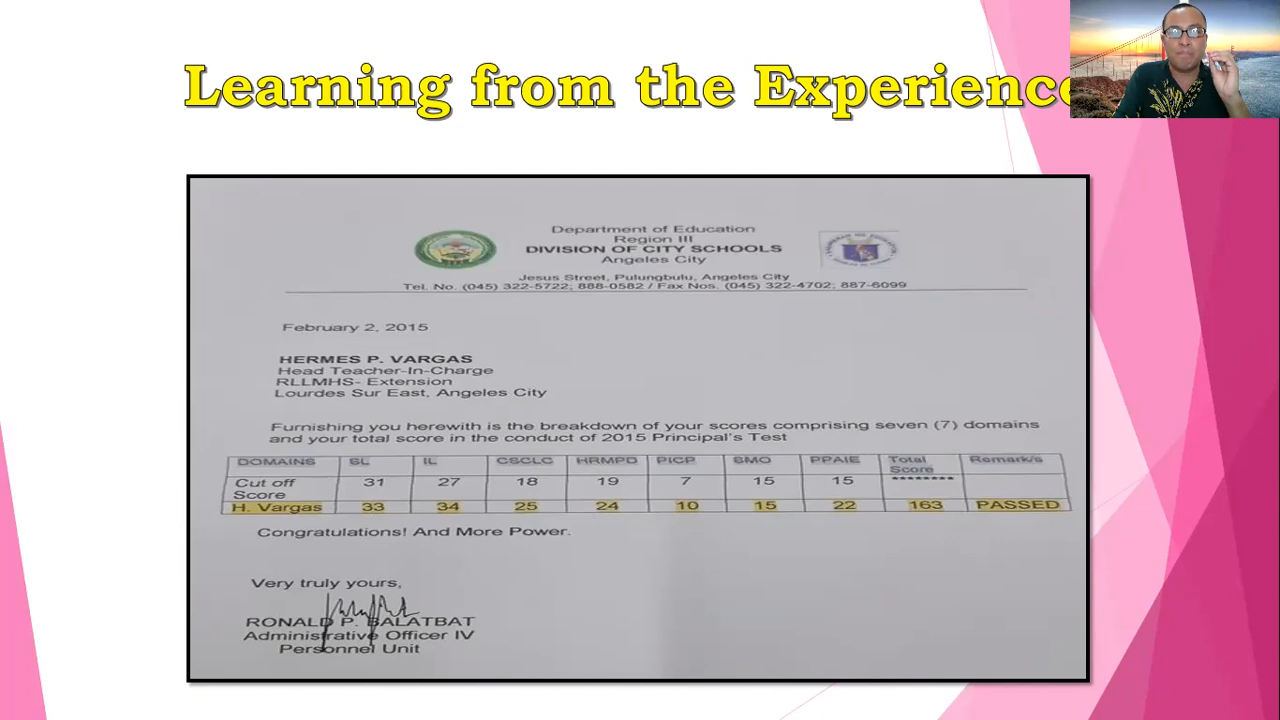 Learning from the Experience
Department of Education
Region III
DIVISION OF CITY SCHOOLS
Angeles City
Jesus Street, Pulungbulu, Angeles City
Tel. No. (045) 322-5722; 888-0582 / Fax Nos. (045) 322-4702; 887-6099
February 2, 2015
HERMES P. VARGAS
Head Teacher-In-Charge
RLLMHS- Extension
Lourdes Sur East, Angeles City
Furnishing you herewith is the breakdown of your scores comprising seven (7) domains
and your total score in the conduct of 2015 Principal's Test
DOMAINS SL IL CSCLC HRMPD PICP SMO PPAIE Total Score Remark/s
Cut off Score 31 27 18 19 7 15 15 ********
H. Vargas 33 34 25 24 10 15 22 163 PASSED
Congratulations! And More Power.
Very truly yours,
RONALD P. BALATBAT
Administrative Officer IV
Personnel Unit